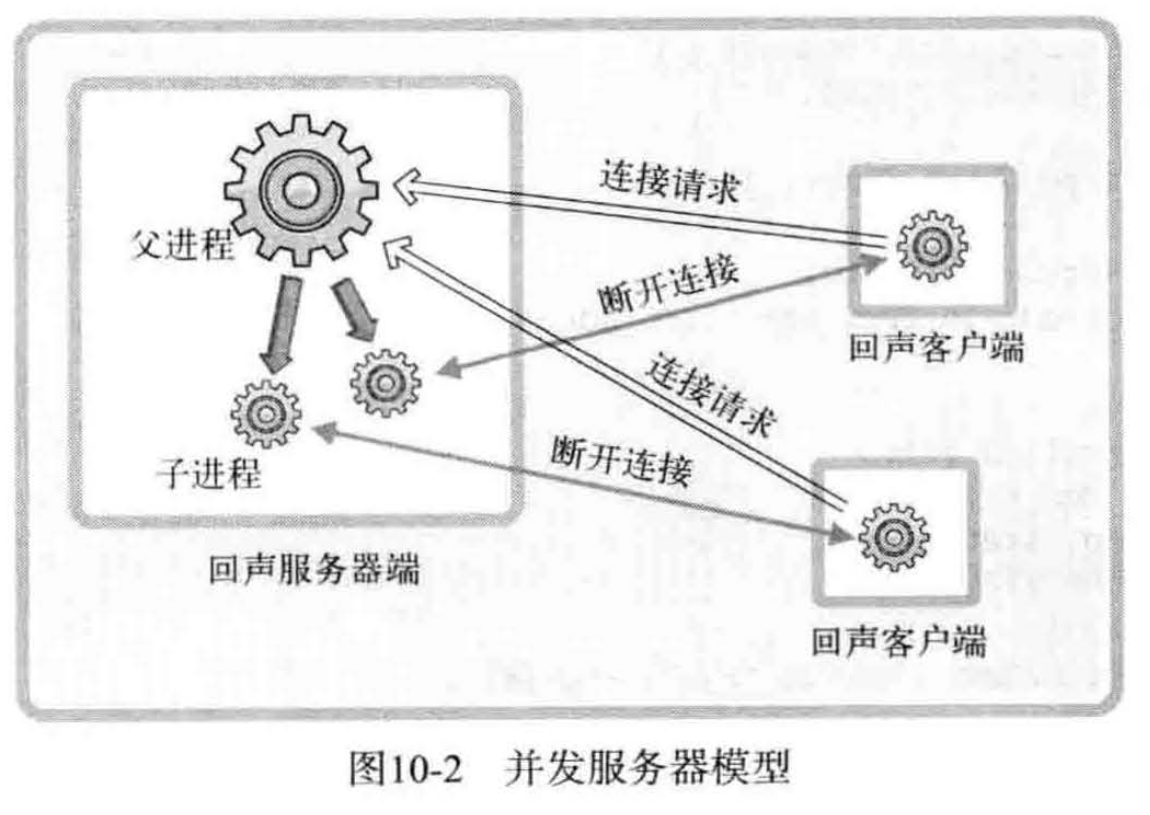 连接请求
父进程
断开连接
回声客户端
连接请求
断开连接
子进程
回声服务器端
回声客户端
图10-2 并发服务器模型